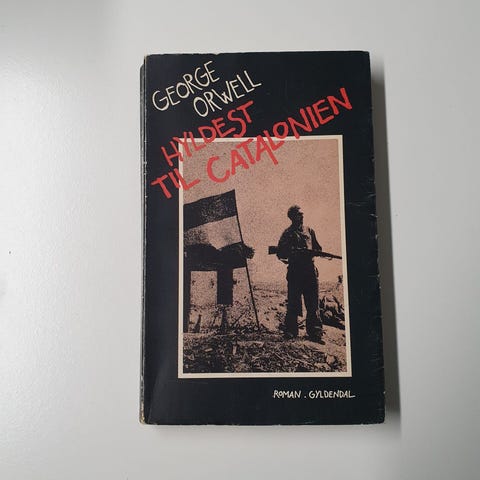 GEORGE
ORWELL
HYLDEST
TIL CATALONIEN
ROMAN. GYLDENDAL